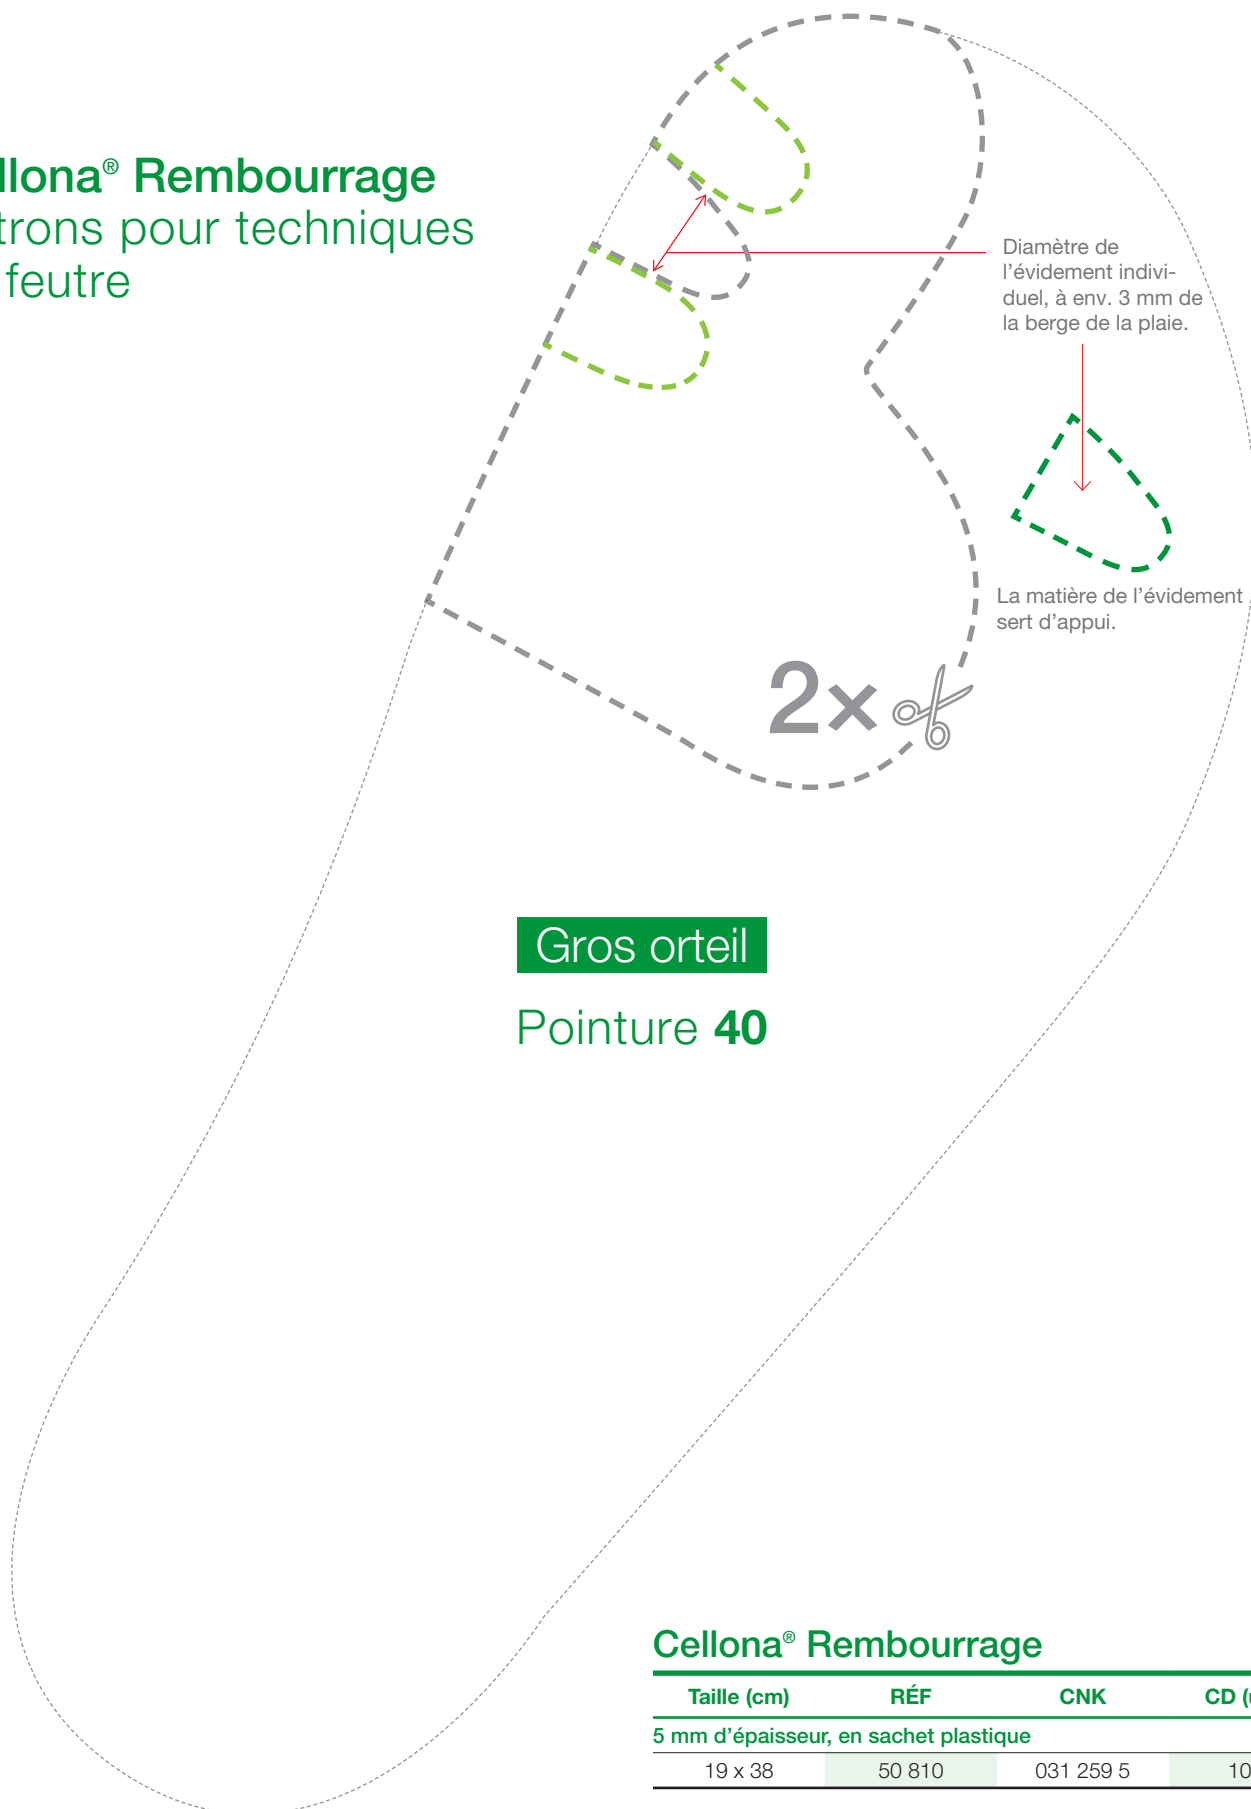 llona® Rembourrage
trons pour techniques
feutre
Diamètre de
l’évidement indivi-
duel, à env. 3 mm de
la berge de la plaie.
La matière de l’évidement
sert d’appui.
2×
Gros orteil
Pointure 40
Cellona® Rembourrage
Taille (cm) RÉF CNK CD (
5 mm d’épaisseur, en sachet plastique
19 x 38 50 810 031 259 5 10